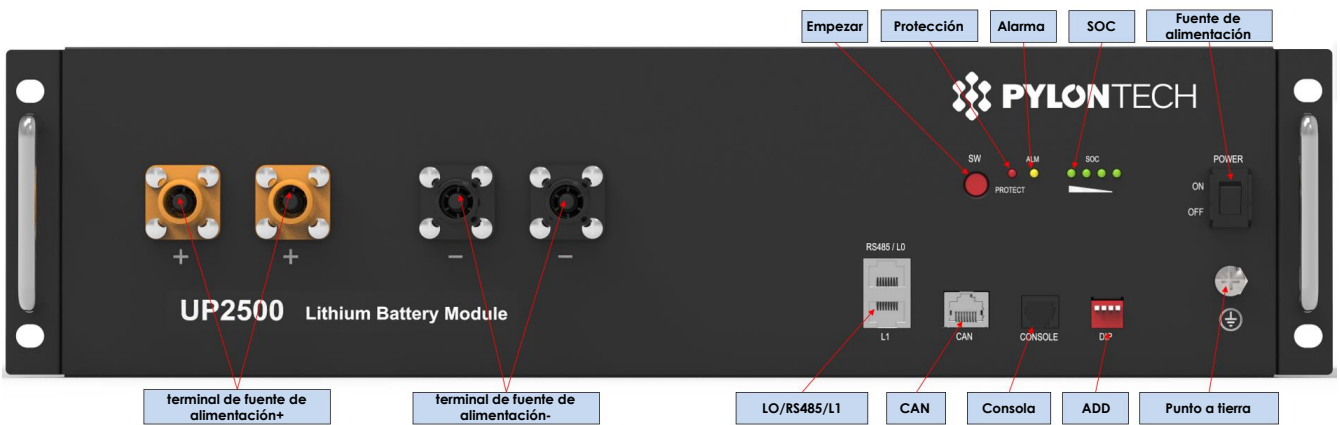 Empezar
Protección
Alarma
SOC
Fuente de
alimentación
PYLONTECH
SW
ALM
SOC
POWER
PROTECT
ON
OFF
+
+
−
−
RS485 / L0
UP2500 Lithium Battery Module
L1
CAN
CONSOLE
DIP
terminal de fuente de
alimentación+
terminal de fuente de
alimentación-
LO/RS485/L1
CAN
Consola
ADD
Punto a tierra